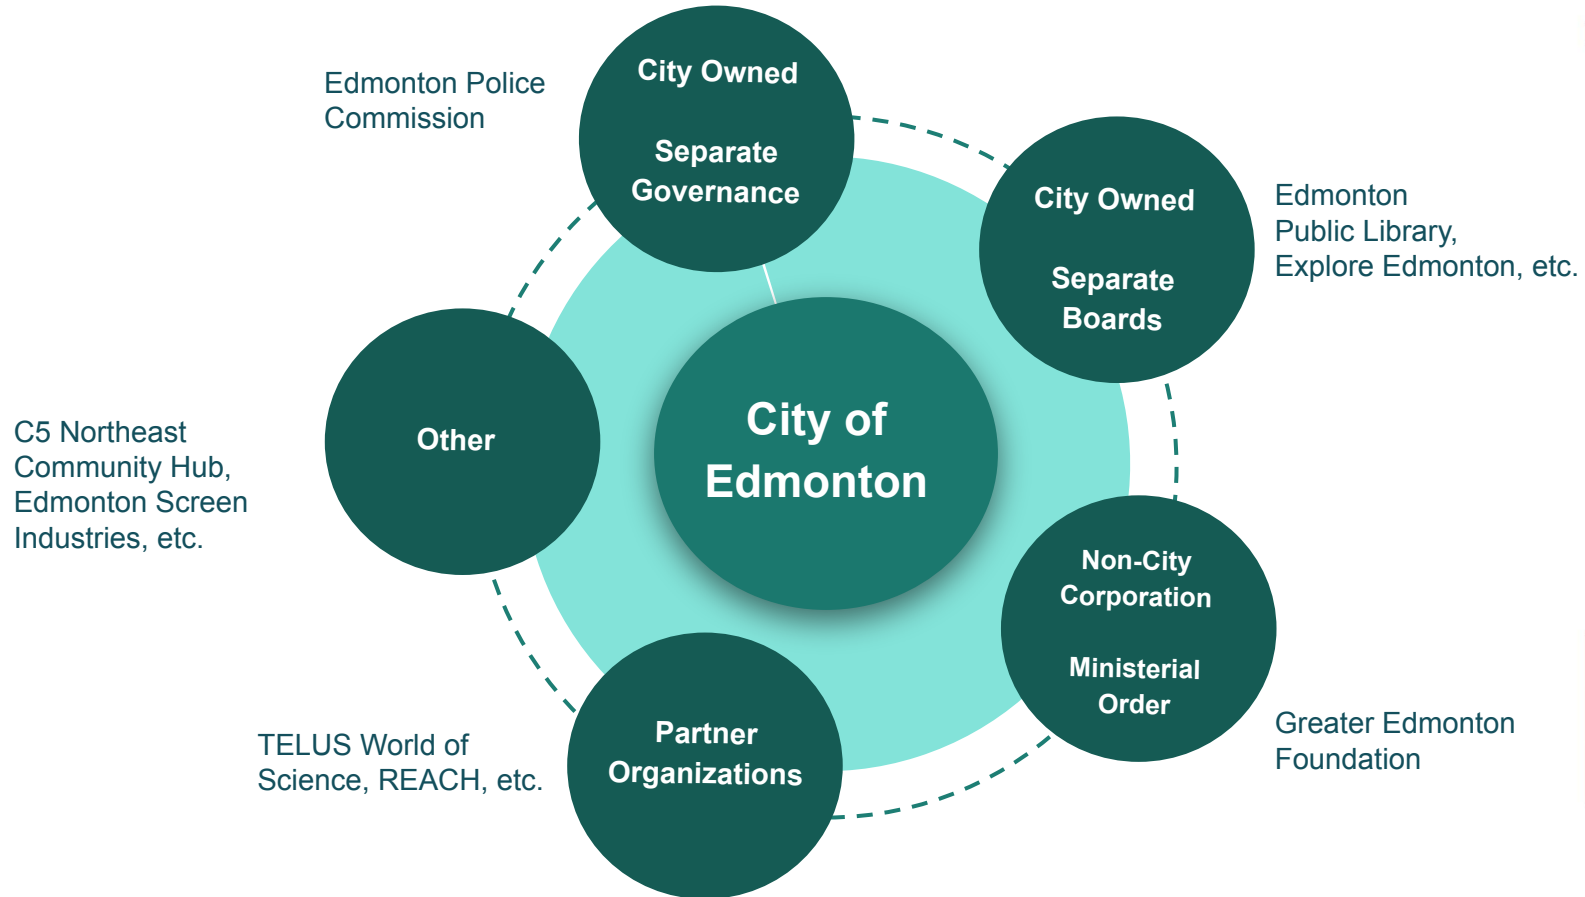 Edmonton Police
Commission
City Owned
Separate
Governance
City Owned
Separate
Boards
Edmonton
Public Library,
Explore Edmonton, etc.
C5 Northeast
Community Hub,
Edmonton Screen
Industries, etc.
Other
City of
Edmonton
Non-City
Corporation
Ministerial
Order
Greater Edmonton
Foundation
TELUS World of
Science, REACH, etc.
Partner
Organizations